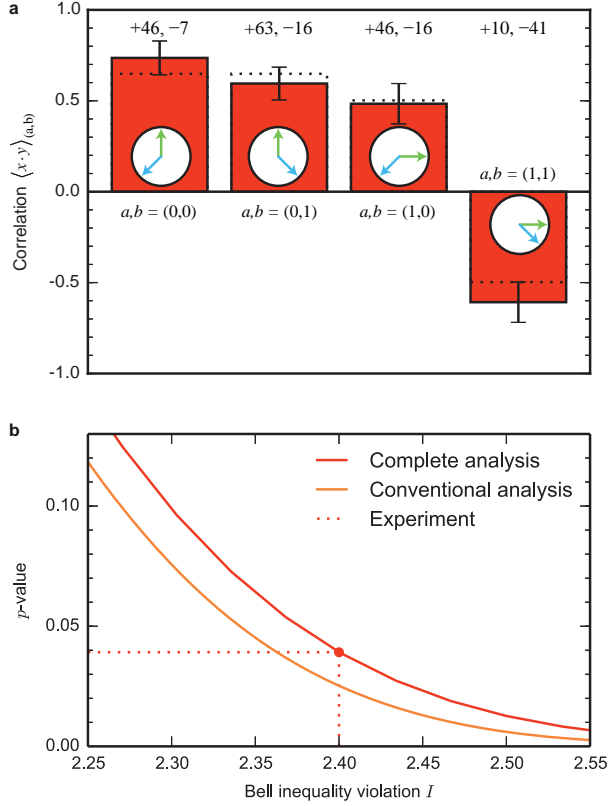 a
+46, -7 +63, -16 +46, -16 +10, -41
1.0
0.5
0.0
-0.5
-1.0
Correlation ⟨x·y⟩(a,b)
a,b = (1,1)
a,b = (0,0) a,b = (0,1) a,b = (1,0)
b
Complete analysis
Conventional analysis
Experiment
0.10
0.05
0.00
p-value
2.25 2.30 2.35 2.40 2.45 2.50 2.55
Bell inequality violation I